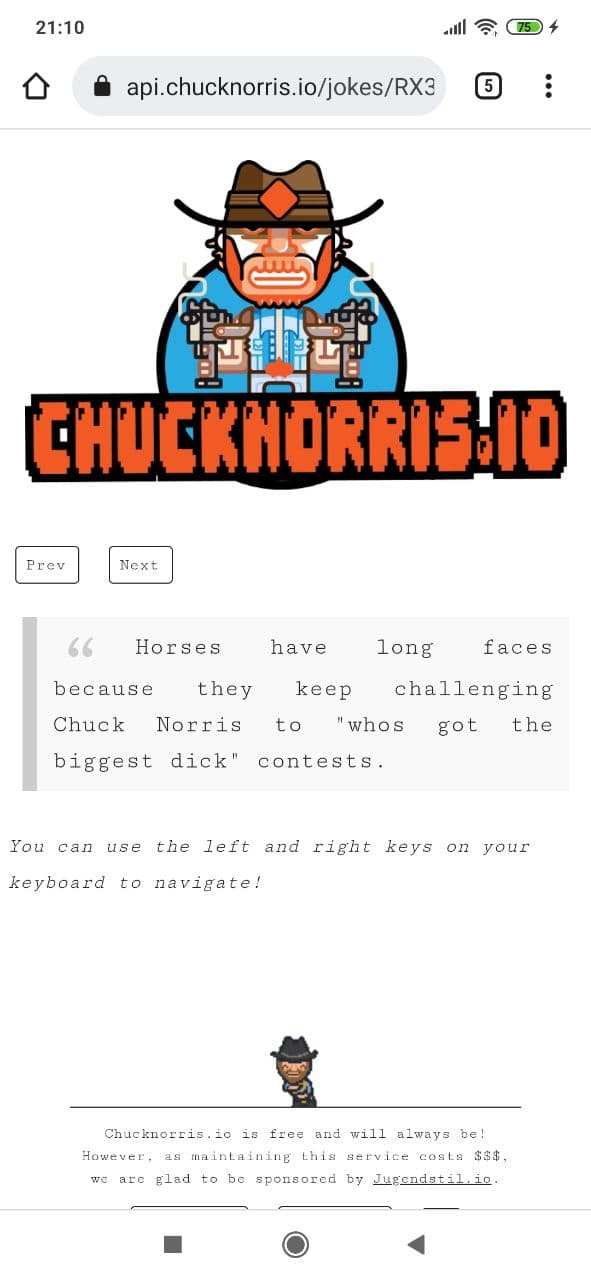 21:10
75
api.chucknorris.io/jokes/RX3
5
CHUCKNORRIS.IO
Prev
Next
“ Horses have long faces
because they keep challenging
Chuck Norris to "whos got the
biggest dick" contests.
You can use the left and right keys on your
keyboard to navigate!
Chucknorris.io is free and will always be!
However, as maintaining this service costs $$$,
we are glad to be sponsored by Jugendstil.io.